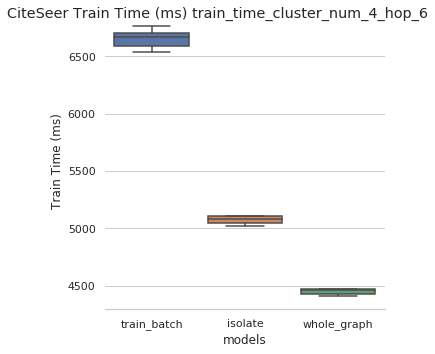 CiteSeer Train Time (ms) train_time_cluster_num_4_hop_6
Train Time (ms)
6500
6000
5500
5000
4500
train_batch isolate whole_graph
models